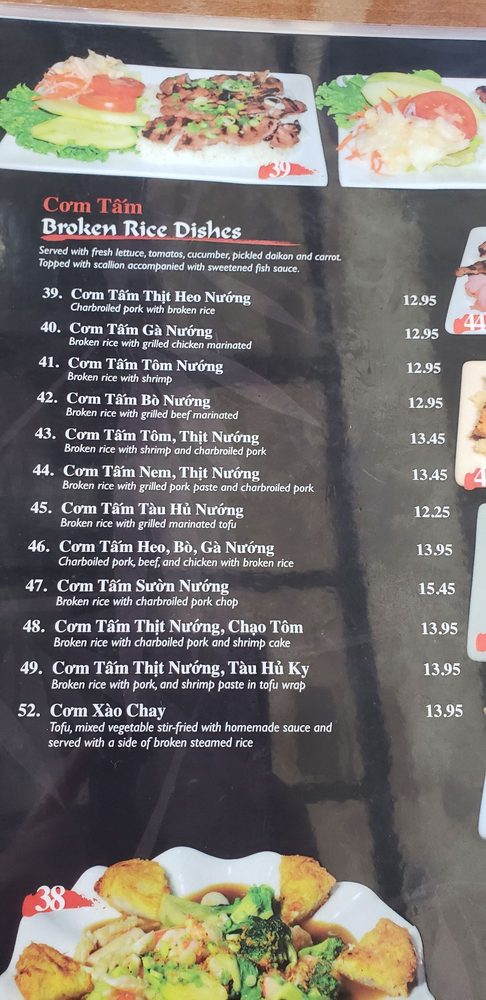 39
Cơm Tấm
Broken Rice Dishes
Served with fresh lettuce, tomatos, cucumber, pickled daikon and carrot.
Topped with scallion accompanied with sweetened fish sauce.
39. Cơm Tấm Thịt Heo Nướng 12.95
Charbroiled pork with broken rice
40. Cơm Tấm Gà Nướng 12.95
Broken rice with grilled chicken marinated
41. Cơm Tấm Tôm Nướng 12.95
Broken rice with shrimp
42. Cơm Tấm Bò Nướng 12.95
Broken rice with grilled beef marinated
43. Cơm Tấm Tôm, Thịt Nướng 13.45
Broken rice with shrimp and charbroiled pork
44. Cơm Tấm Nem, Thịt Nướng 13.45
Broken rice with grilled pork paste and charbroiled pork
45. Cơm Tấm Tàu Hủ Nướng 12.25
Broken rice with grilled marinated tofu
46. Cơm Tấm Heo, Bò, Gà Nướng 13.95
Charboiled pork, beef, and chicken with broken rice
47. Cơm Tấm Sườn Nướng 15.45
Broken rice with charbroiled pork chop
48. Cơm Tấm Thịt Nướng, Chạo Tôm 13.95
Broken rice with charboiled pork and shrimp cake
49. Cơm Tấm Thịt Nướng, Tàu Hủ Ky 13.95
Broken rice with pork, and shrimp paste in tofu wrap
52. Cơm Xào Chay 13.95
Tofu, mixed vegetable stir-fried with homemade sauce and
served with a side of broken steamed rice
44
38